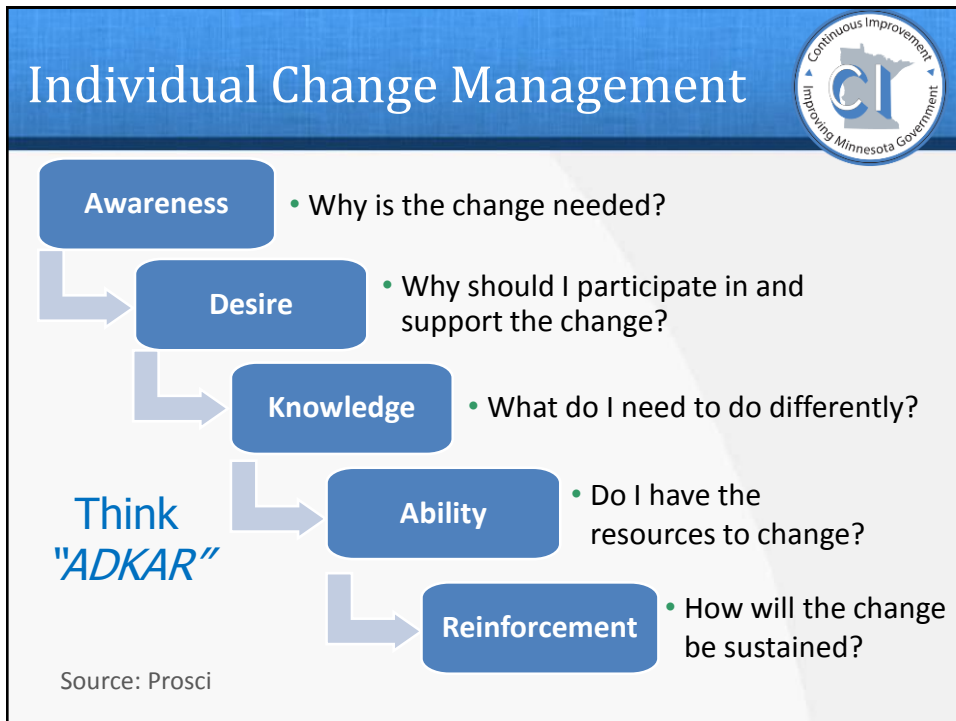 Individual Change Management
Continuous Improvement
CI
Improving Minnesota Government
Awareness
• Why is the change needed?
Desire
• Why should I participate in and
support the change?
Knowledge
• What do I need to do differently?
Ability
• Do I have the
resources to change?
Think
"ADKAR"
Reinforcement
• How will the change
be sustained?
Source: Prosci